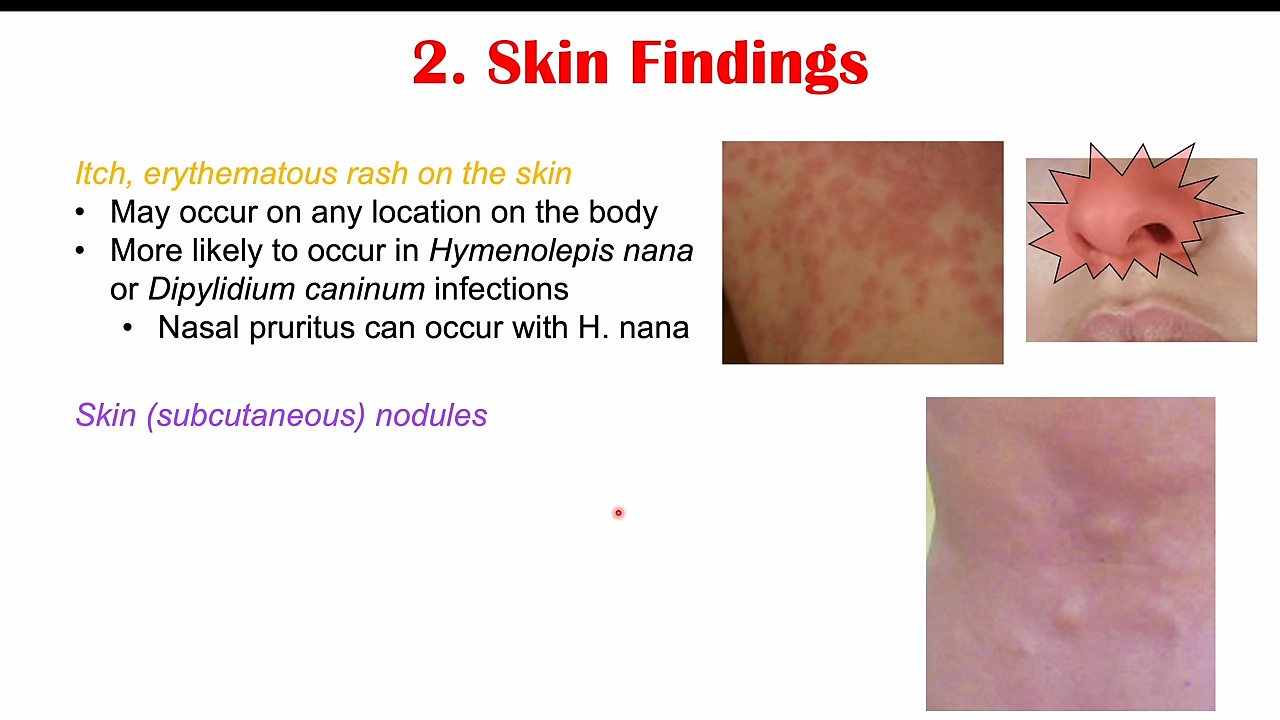 2. Skin Findings
Itch, erythematous rash on the skin
• May occur on any location on the body
• More likely to occur in Hymenolepis nana
or Dipylidium caninum infections
• Nasal pruritus can occur with H. nana
Skin (subcutaneous) nodules